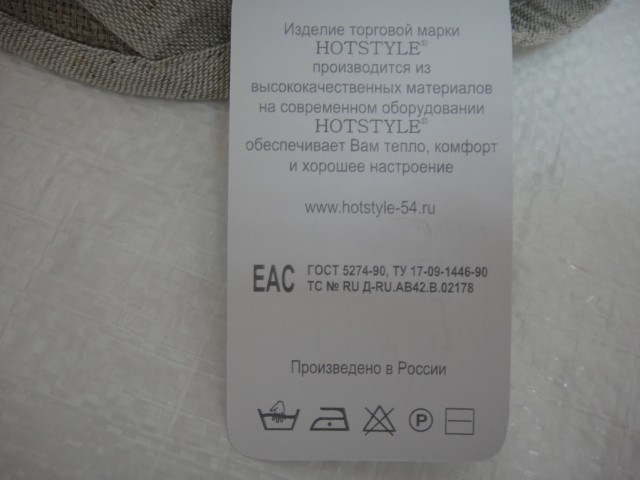 Изделие торговой марки
HOTSTYLE®
производится из
высококачественных материалов
на современном оборудовании
HOTSTYLE®
обеспечивает Вам тепло, комфорт
и хорошее настроение
www.hotstyle-54.ru
EAC ГОСТ 5274-90, ТУ 17-09-1446-90
ТС № RU Д-RU.АВ42.В.02178
Произведено в России
P